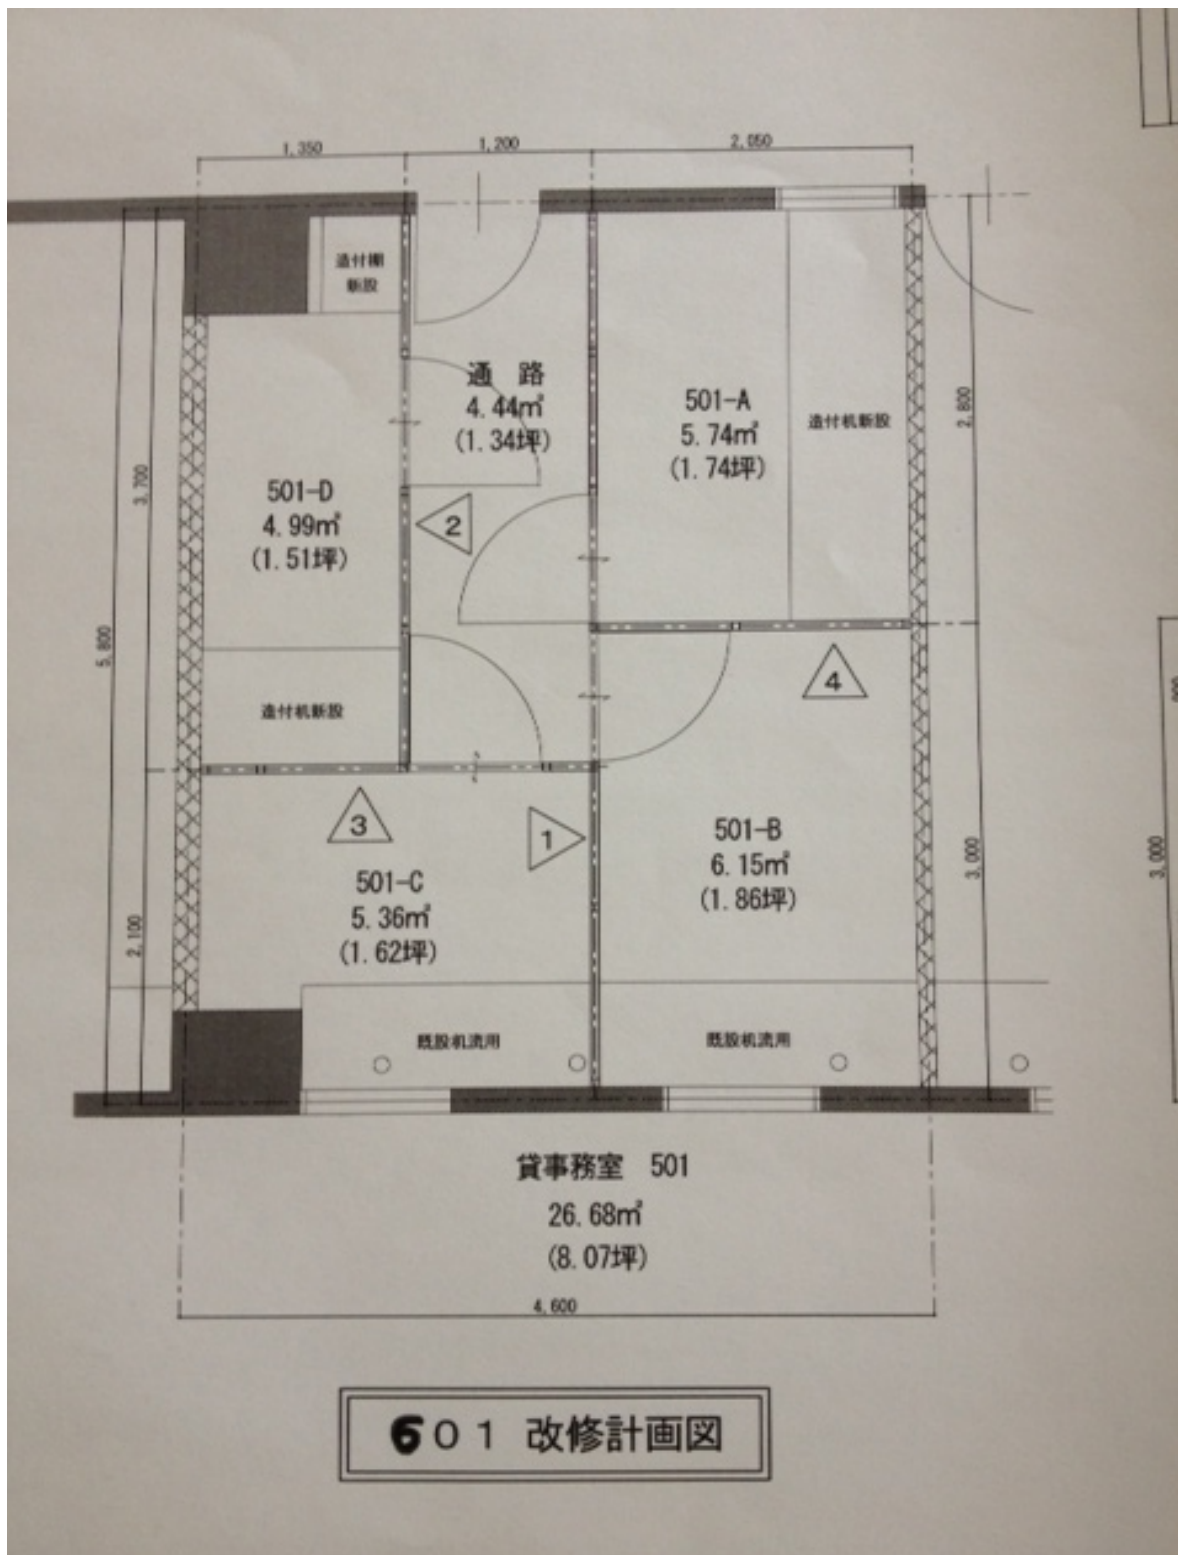 1,350
1,200
2,050
造付棚
新設
通 路
4.44㎡
(1.34坪)
501-A
5.74㎡
(1.74坪)
造付机新設
2,800
3,700
501-D
4.99㎡
(1.51坪)
2
5,800
造付机新設
4
3
1
501-B
6.15㎡
(1.86坪)
3,000
3,000
501-C
5.36㎡
(1.62坪)
2,100
既設机流用
既設机流用
貸事務室 501
26.68㎡
(8.07坪)
4,600
601 改修計画図